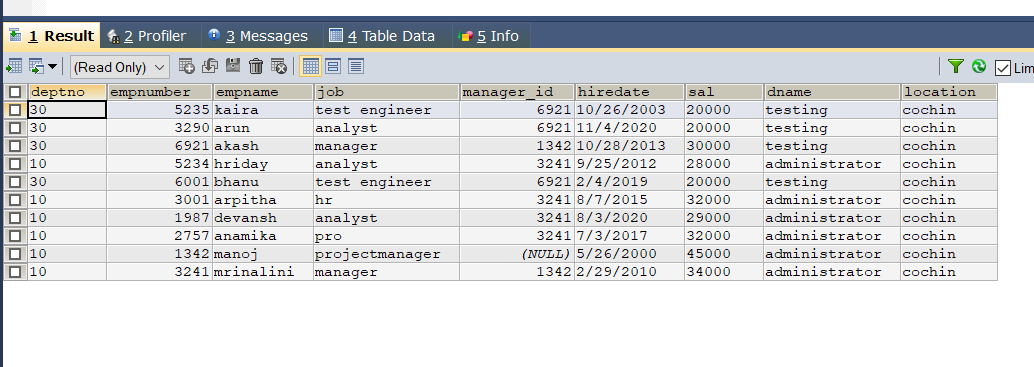 1 Result 2 Profiler 3 Messages 4 Table Data 5 Info
(Read Only) Lim
deptno empnumber empname job manager_id hiredate sal dname location
30 5235 kaira test engineer 6921 10/26/2003 20000 testing cochin
30 3290 arun analyst 6921 11/4/2020 20000 testing cochin
30 6921 akash manager 1342 10/28/2013 30000 testing cochin
10 5234 hriday analyst 3241 9/25/2012 28000 administrator cochin
30 6001 bhanu test engineer 6921 2/4/2019 20000 testing cochin
10 3001 arpitha hr 3241 8/7/2015 32000 administrator cochin
10 1987 devansh analyst 3241 8/3/2020 29000 administrator cochin
10 2757 anamika pro 3241 7/3/2017 32000 administrator cochin
10 1342 manoj projectmanager (NULL) 5/26/2000 45000 administrator cochin
10 3241 mrinalini manager 1342 2/29/2010 34000 administrator cochin